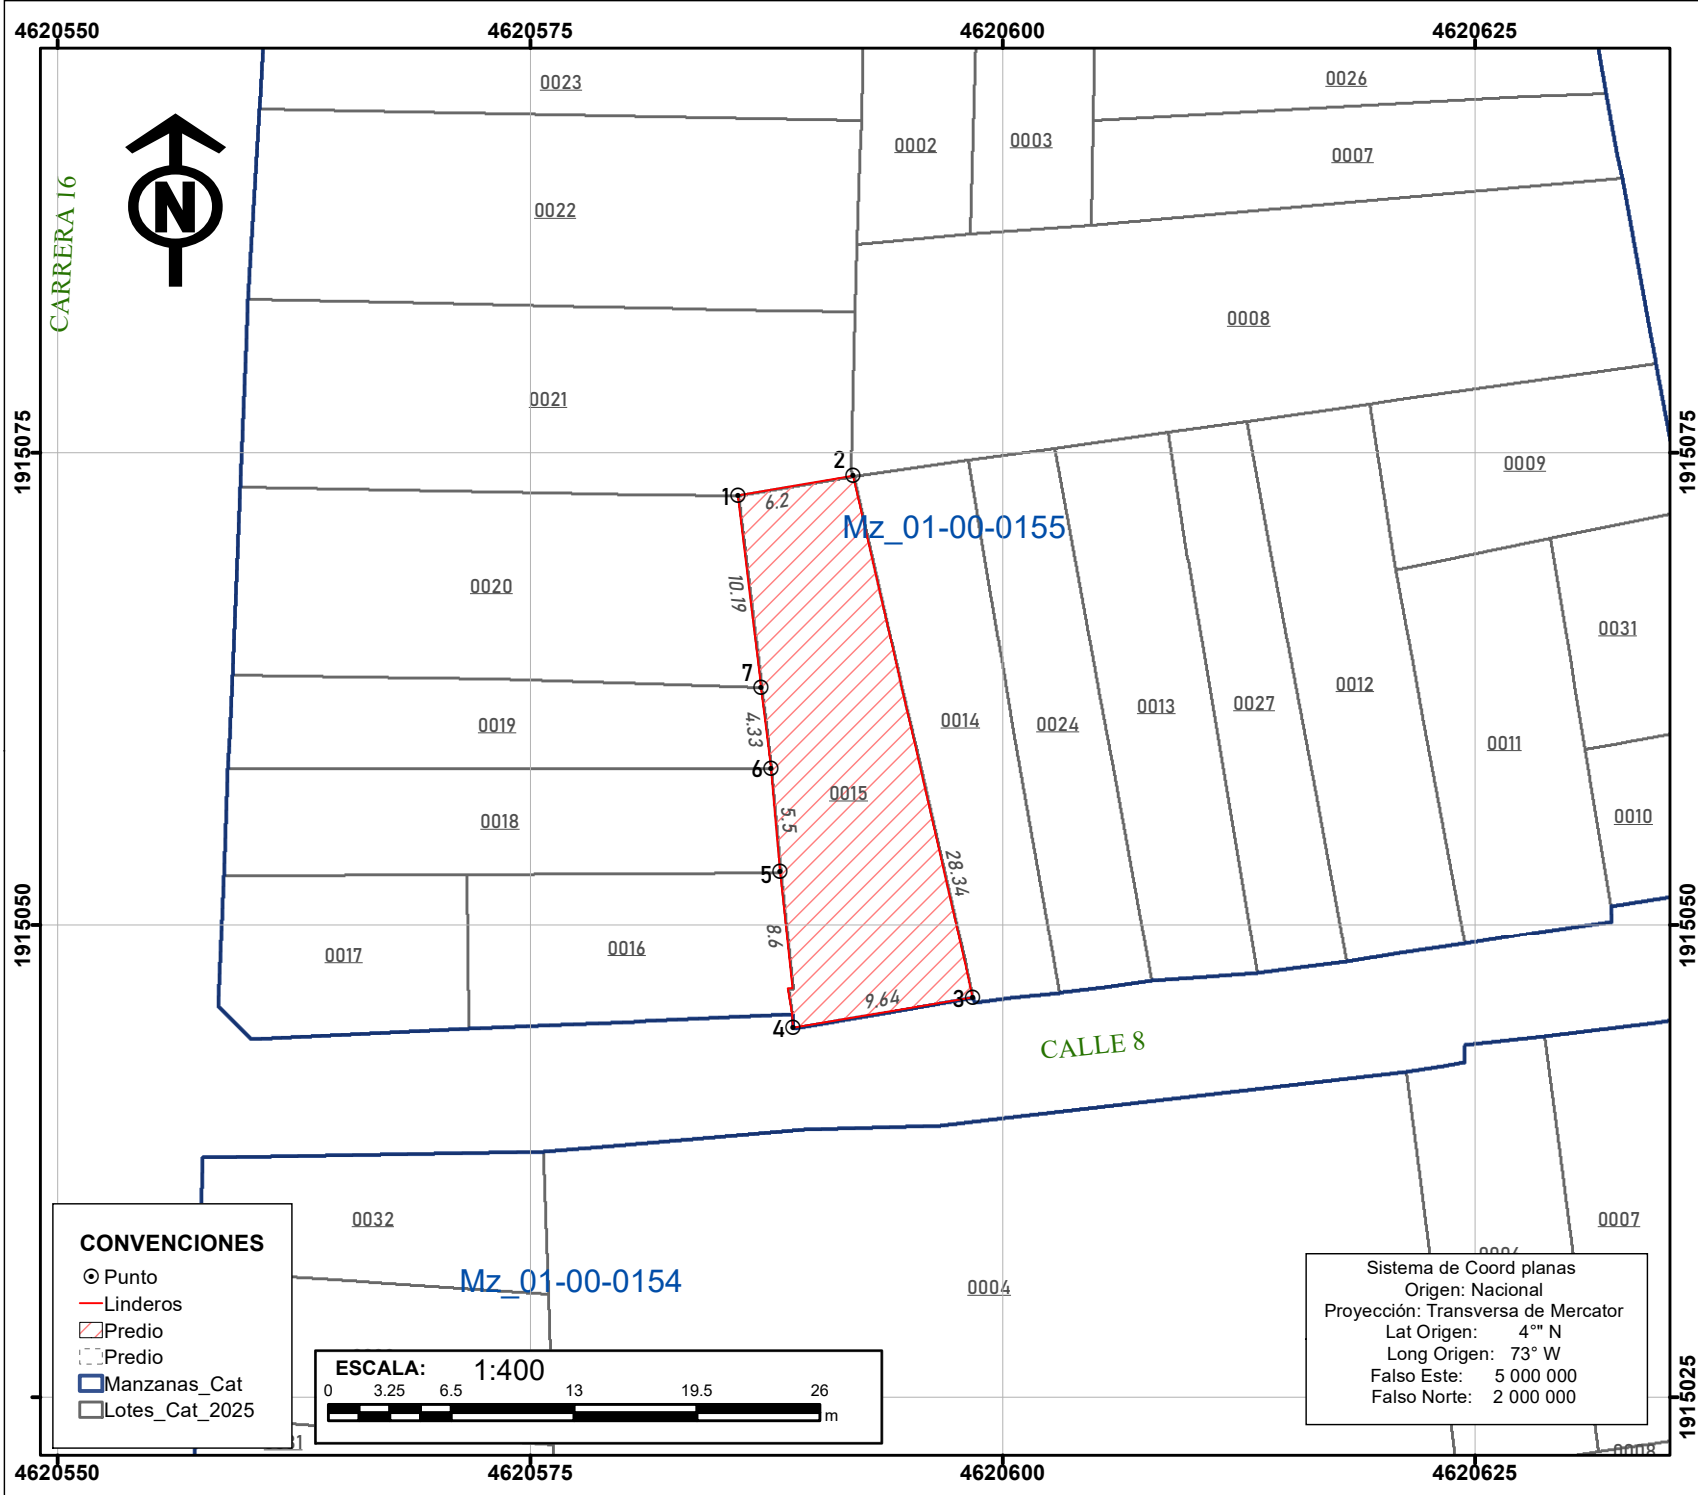 4620550 4620575 4620600 4620625
0023
0026
0002
0003
0007
CARRERA 16
N
0022
0008
0021
1915075
1915075
2
0009
1
6.2
Mz_01-00-0155
10.19
0020
0031
7
0012
0027
0013
0014
0024
4.33
0019
0011
6
0015
5.5
0018
0010
28.34
5
1915050
1915050
8.6
0016
0017
3
9.64
4
CALLE 8
0032
0007
Mz_01-00-0154
0004
CONVENCIONES
Punto
Linderos
Predio
Predio
Manzanas_Cat
Lotes_Cat_2025
ESCALA: 1:400
0 3.25 6.5 13 19.5 26
m
Sistema de Coord planas
Origen: Nacional
Proyección: Transversa de Mercator
Lat Origen: 4°" N
Long Origen: 73° W
Falso Este: 5 000 000
Falso Norte: 2 000 000
1915025
0008
4620550 4620575 4620600 4620625